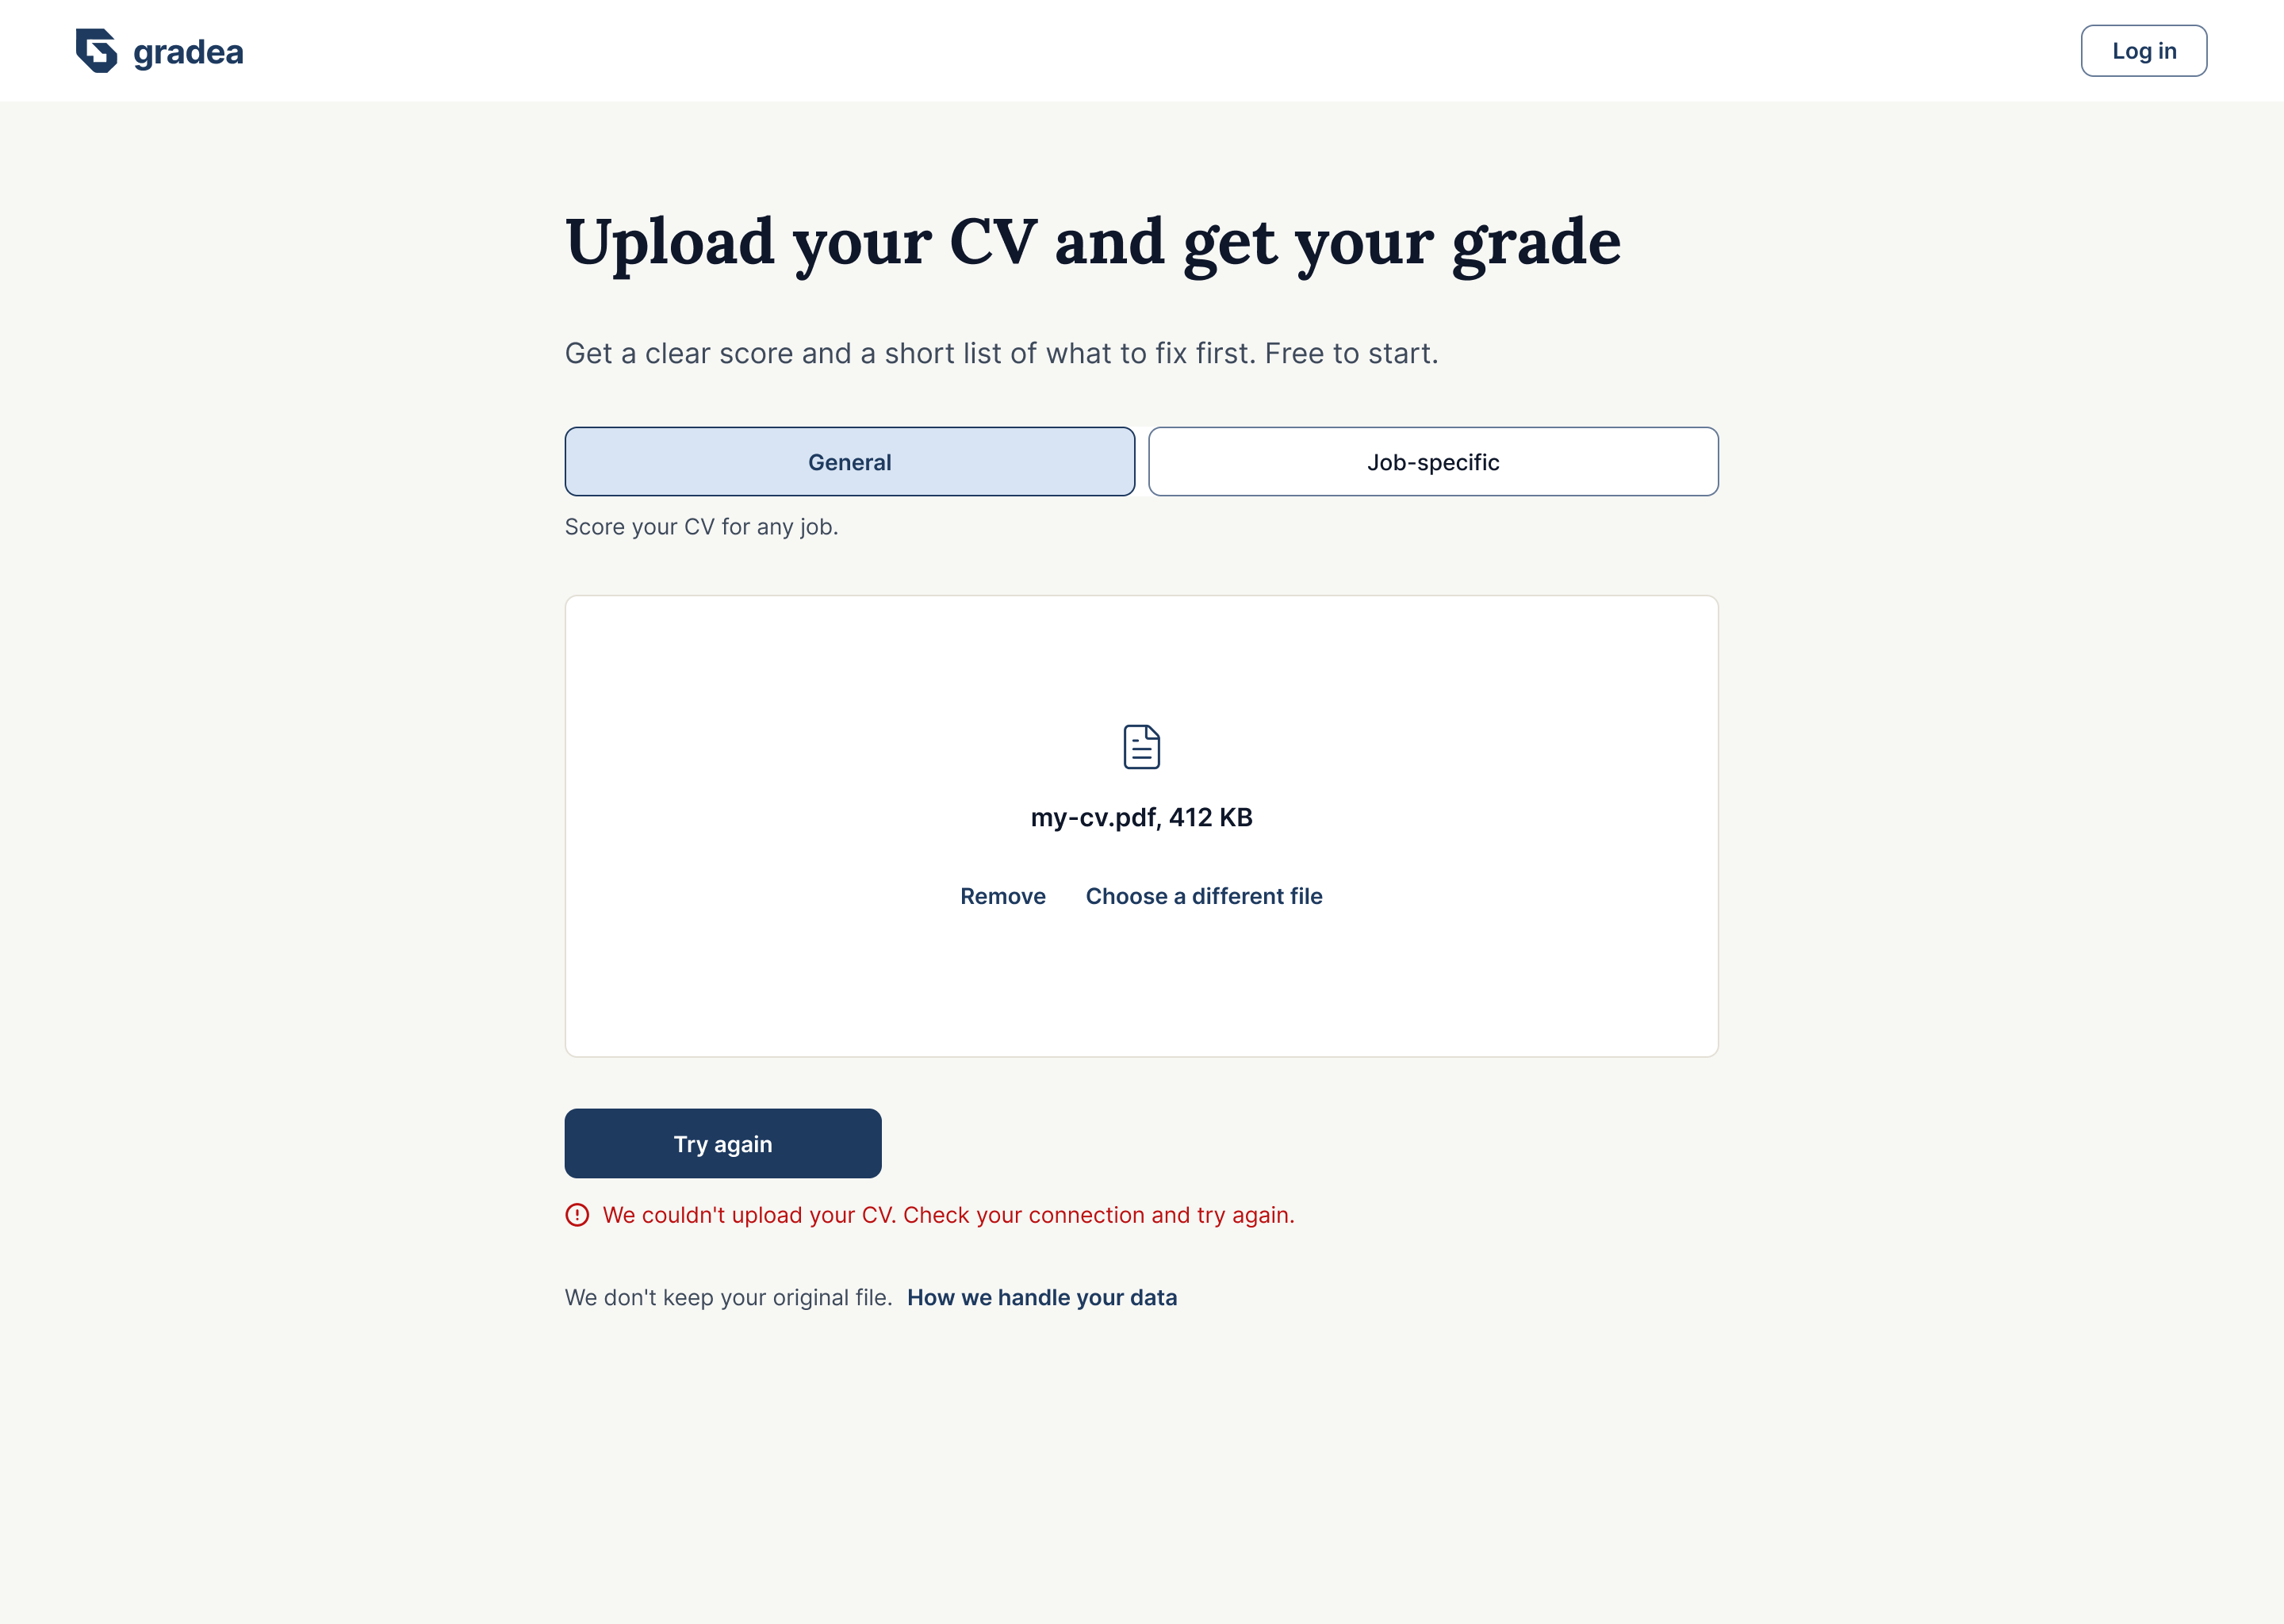 gradea
Log in
Upload your CV and get your grade
Get a clear score and a short list of what to fix first. Free to start.
General
Job-specific
Score your CV for any job.
my-cv.pdf, 412 KB
Remove
Choose a different file
Try again
We couldn't upload your CV. Check your connection and try again.
We don't keep your original file. How we handle your data